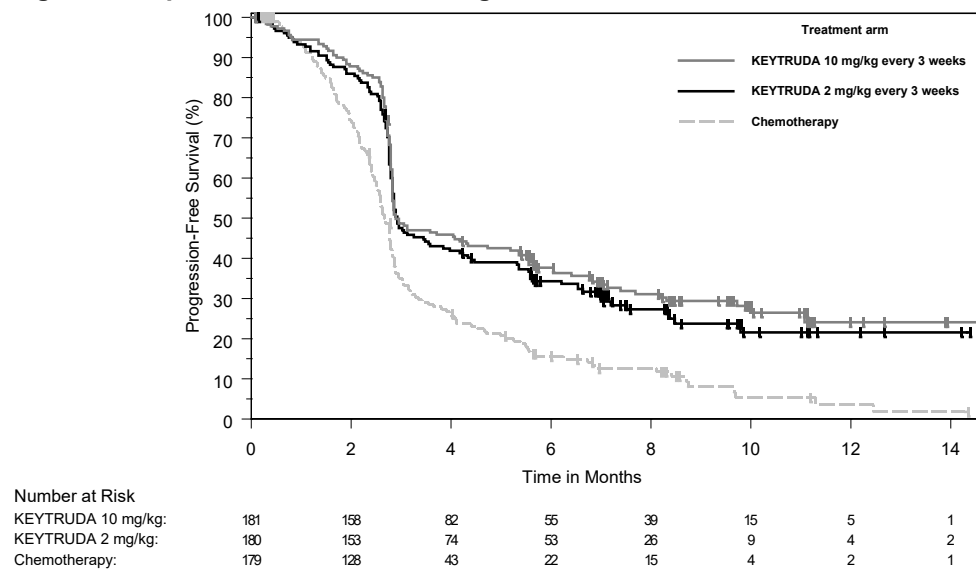 100
90
80
70
60
50
40
30
20
10
0
Progression-Free Survival (%)
Treatment arm
KEYTRUDA 10 mg/kg every 3 weeks
KEYTRUDA 2 mg/kg every 3 weeks
Chemotherapy
0 2 4 6 8 10 12 14
Time in Months
Number at Risk
KEYTRUDA 10 mg/kg: 181 158 82 55 39 15 5 1
KEYTRUDA 2 mg/kg: 180 153 74 53 26 9 4 2
Chemotherapy: 179 128 43 22 15 4 2 1